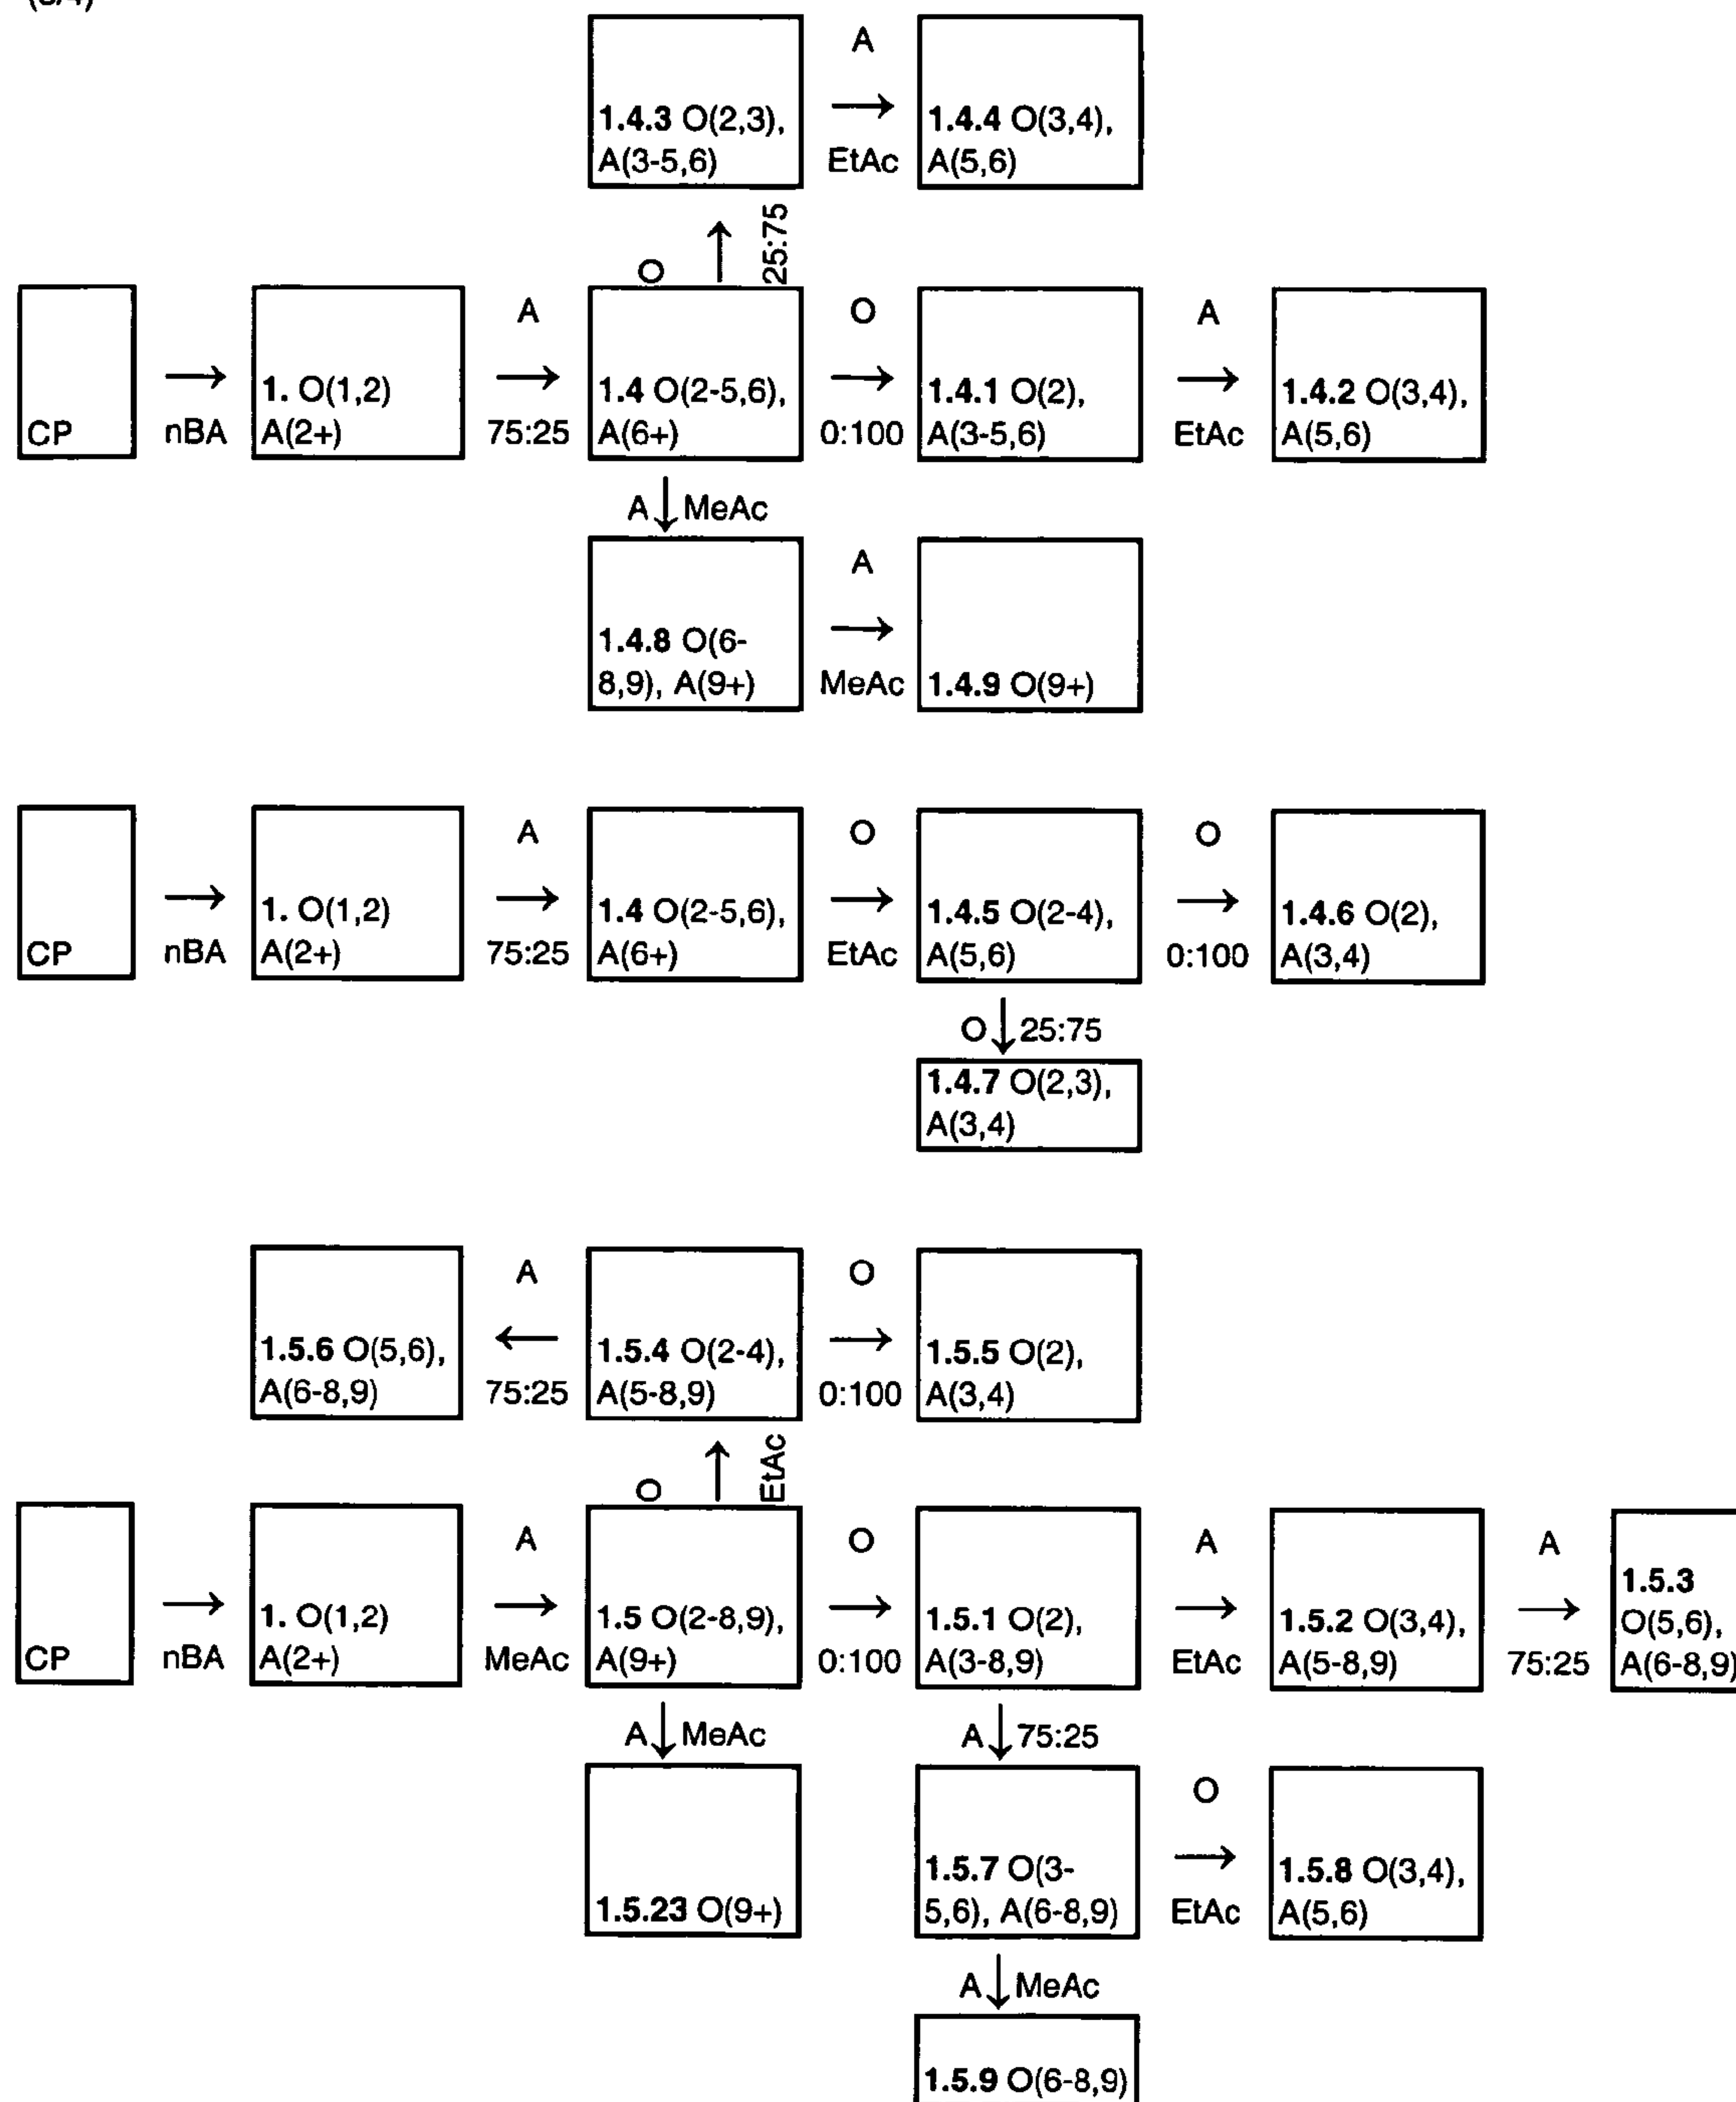 A
1.4.3 O(2,3),
A(3-5,6)
EtAc
1.4.4 O(3,4),
A(5,6)
O
25:75
CP
nBA
1. O(1,2)
A(2+)
A
75:25
1.4 O(2-5,6),
A(6+)
O
0:100
1.4.1 O(2),
A(3-5,6)
A
EtAc
1.4.2 O(3,4),
A(5,6)
A
MeAc
1.4.8 O(6-
8,9), A(9+)
A
MeAc
1.4.9 O(9+)
CP
nBA
1. O(1,2)
A(2+)
A
75:25
1.4 O(2-5,6),
A(6+)
O
EtAc
1.4.5 O(2-4),
A(5,6)
O
0:100
1.4.6 O(2),
A(3,4)
O
25:75
1.4.7 O(2,3),
A(3,4)
1.5.6 O(5,6),
A(6-8,9)
A
75:25
1.5.4 O(2-4),
A(5-8,9)
O
0:100
1.5.5 O(2),
A(3,4)
O
EtAc
CP
nBA
1. O(1,2)
A(2+)
A
MeAc
1.5 O(2-8,9),
A(9+)
O
0:100
1.5.1 O(2),
A(3-8,9)
A
EtAc
1.5.2 O(3,4),
A(5-8,9)
A
75:25
1.5.3
O(5,6),
A(6-8,9)
A
MeAc
1.5.23 O(9+)
A
75:25
1.5.7 O(3-
5,6), A(6-8,9)
O
EtAc
1.5.8 O(3,4),
A(5,6)
A
MeAc
1.5.9 O(6-8,9)